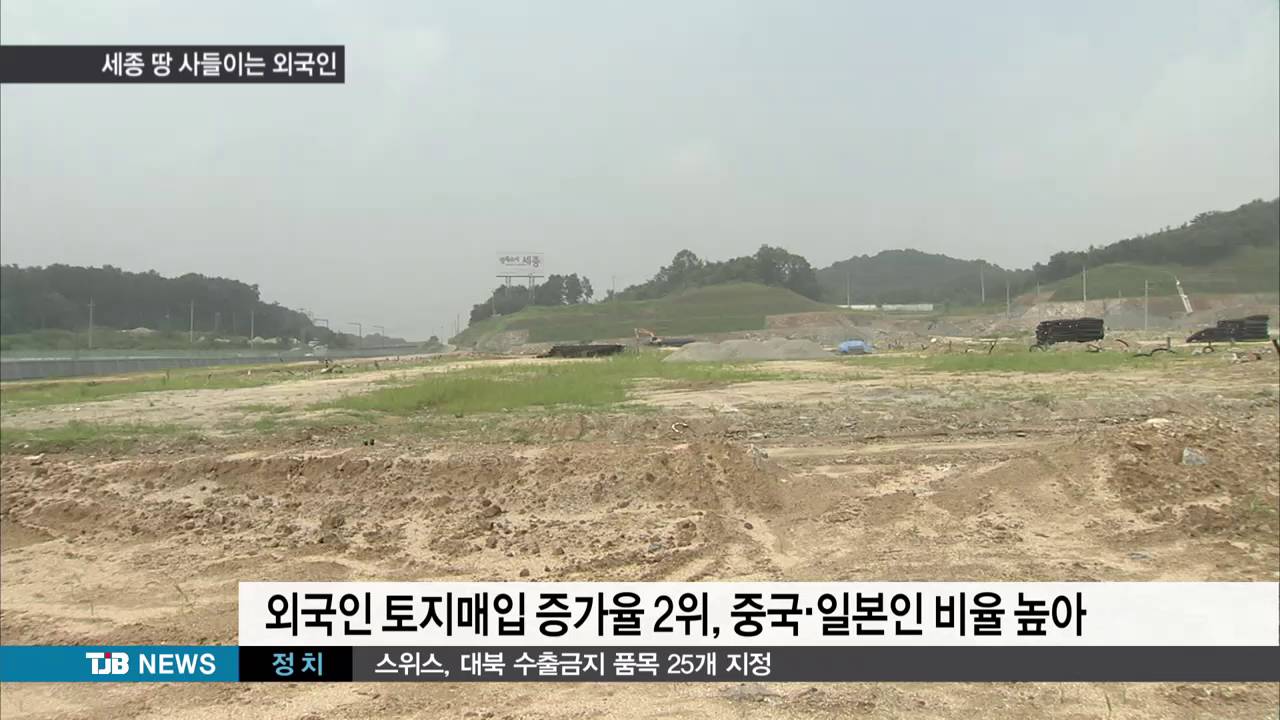 세종 땅 사들이는 외국인
세종
외국인 토지매입 증가율 2위, 중국·일본인 비율 높아
TJB NEWS 정치 스위스, 대북 수출금지 품목 25개 지정